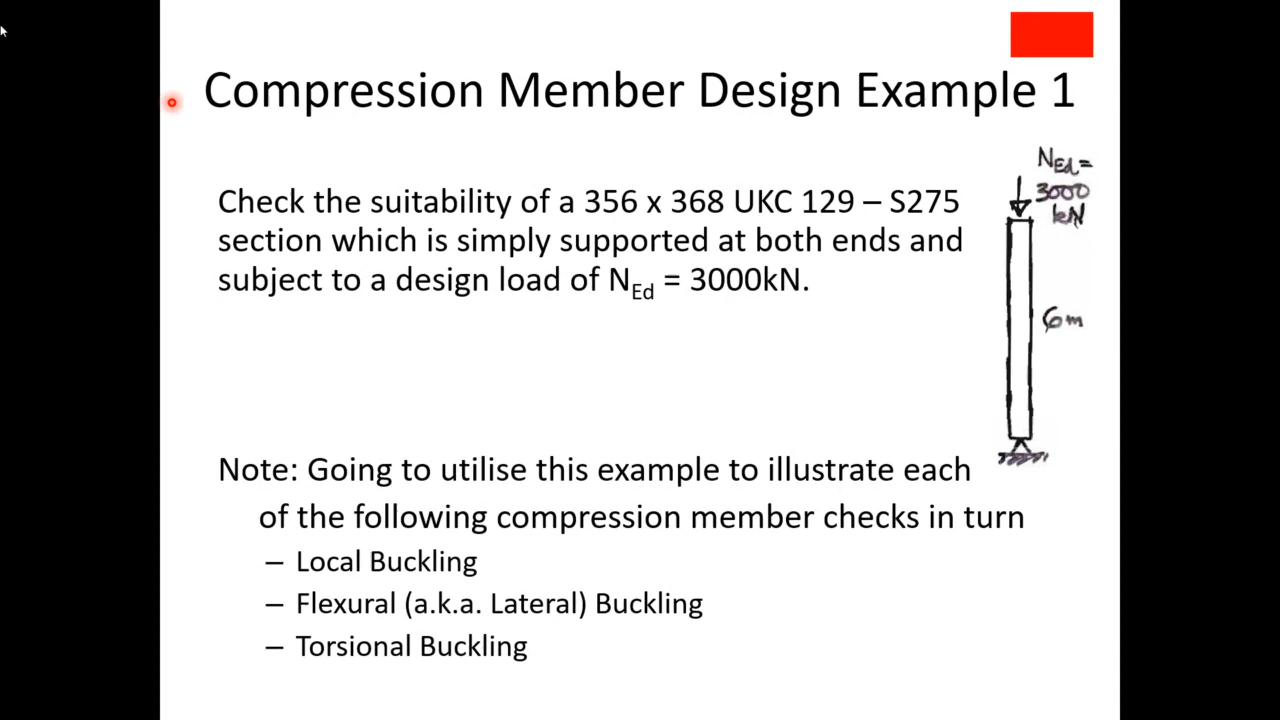 Compression Member Design Example 1
Check the suitability of a 356 x 368 UKC 129 – S275
section which is simply supported at both ends and
subject to a design load of NEd = 3000kN.
NEd =
3000
kN
6m
Note: Going to utilise this example to illustrate each
of the following compression member checks in turn
– Local Buckling
– Flexural (a.k.a. Lateral) Buckling
– Torsional Buckling